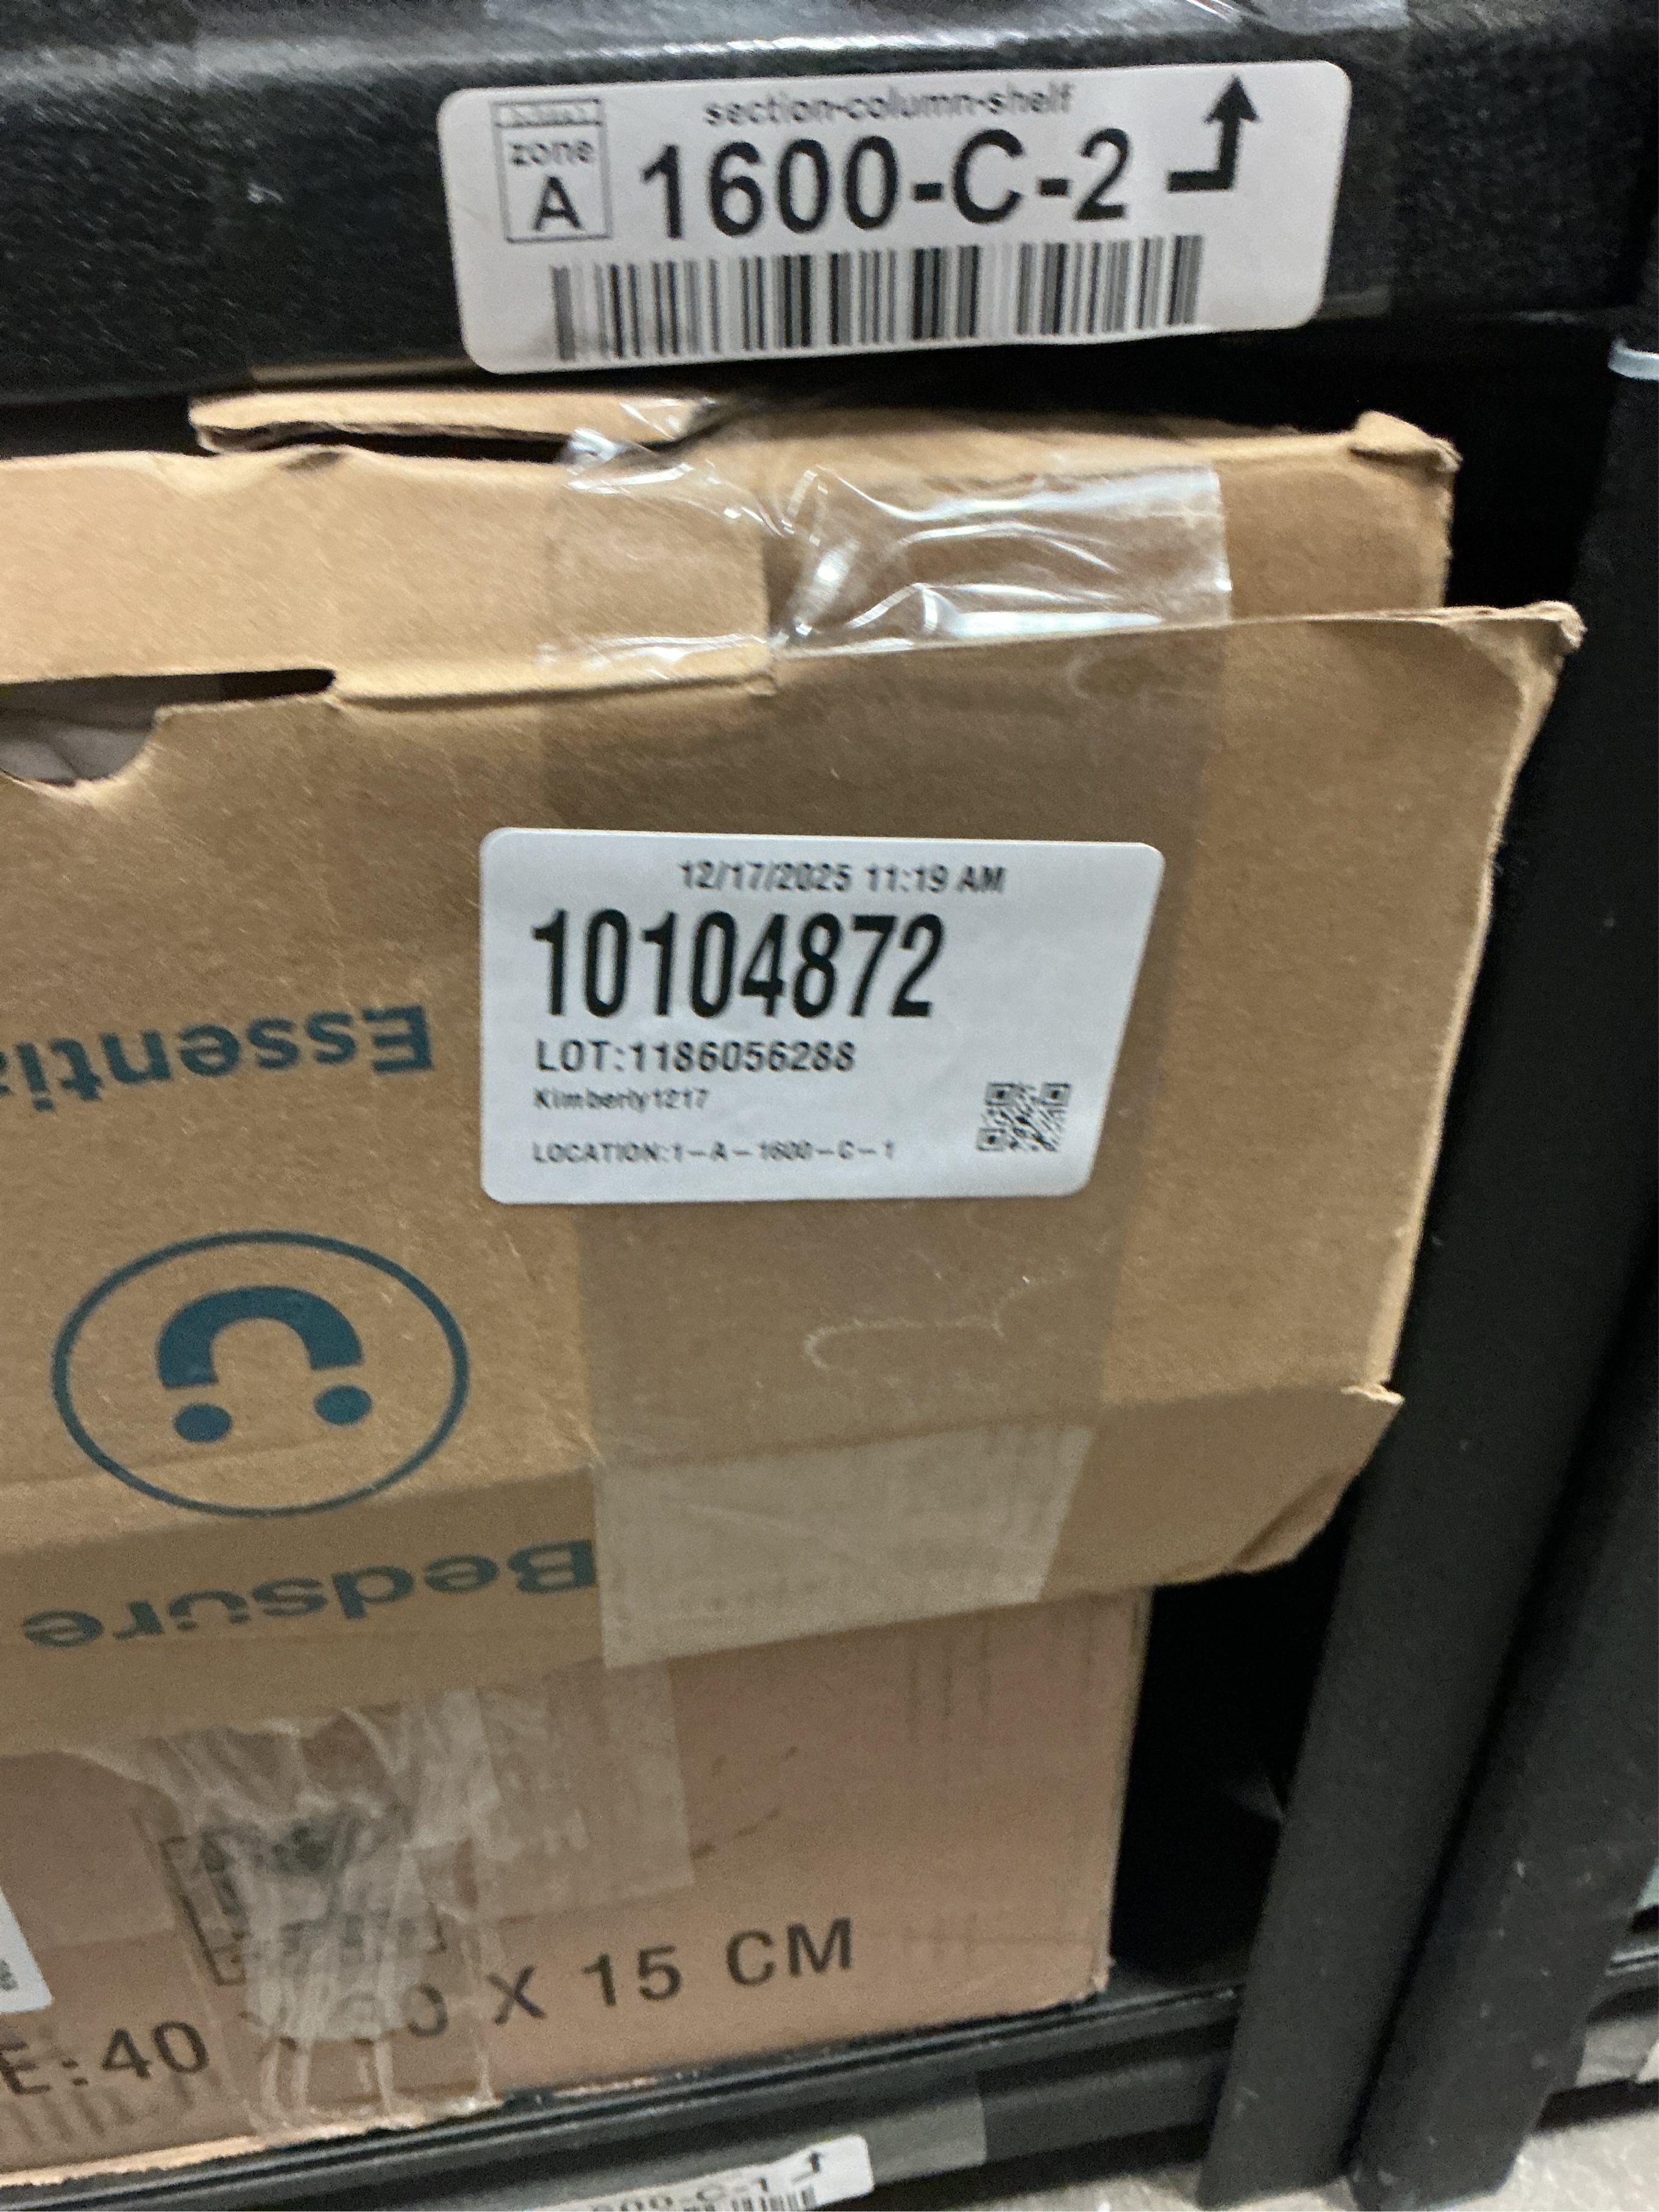 section-column-shelf
zone
A
1600-C-2
12/17/2025 11:19 AM
10104872
LOT:1186056288
Kimberly1217
LOCATION:1-A-1600-C-1
Essentia
Bedsure
E:40 X 15 CM